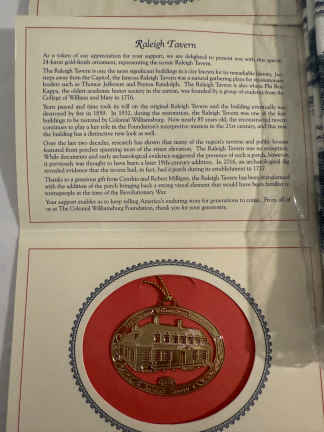 Raleigh Tavern
As a token of our appreciation for your support, we are delighted to present you with this special
24-karat gold-finish ornament, representing the iconic Raleigh Tavern.
The Raleigh Tavern is one the most significant buildings in a city known for its remarkable history. Just
steps away from the Capitol, the famous Raleigh Tavern was a natural gathering place for revolutionary
leaders such as Thomas Jefferson and Peyton Randolph. The Raleigh Tavern is also where Phi Beta
Kappa, the oldest academic honor society in the nation, was founded by a group of students from the
College of William and Mary in 1776.
Years passed and time took its toll on the original Raleigh Tavern and the building eventually was
destroyed by fire in 1859. In 1932, during the restoration, the Raleigh Tavern was one of the first
buildings to be restored by Colonial Williamsburg. Now nearly 85 years old, the reconstructed tavern
continues to play a key role in the Foundation's interpretive mission in the 21st century, and this year
the building has a distinctive new look as well.
Over the last two decades, research has shown that many of the region's taverns and public houses
featured front porches spanning most of the street elevation. The Raleigh Tavern was no exception.
While documents and early archaeological evidence suggested the presence of such a porch, however,
it previously was thought to have been a later 19th-century addition. In 2016, an archaeological dig
revealed evidence that the tavern had, in fact, had a porch during its establishment to 1737.
Thanks to a generous gift from Cynthia and Robert Milligan, the Raleigh Tavern has been transformed
with the addition of the porch bringing back a strong visual element that would have been familiar to
townspeople at the time of the Revolutionary War.
Your support enables us to keep telling America's enduring story for generations to come. From all of
us at The Colonial Williamsburg Foundation, thank you for your generosity.